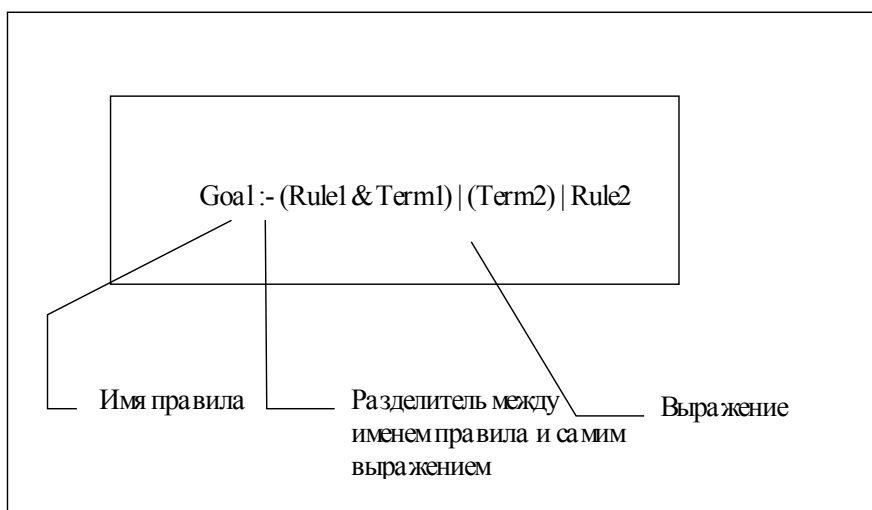 Goal :- (Rule1 & Term1) | (Term2) | Rule2
Имя правила
Разделитель между
именем правила и самим
выражением
Выражение